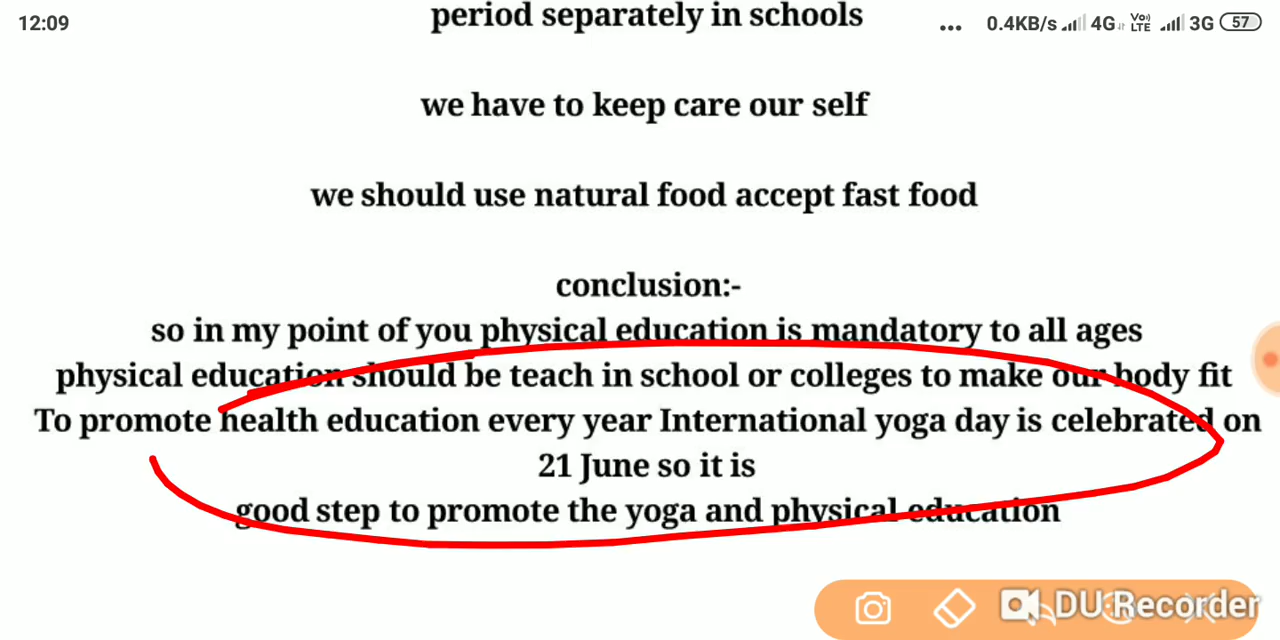 12:09
period separately in schools
... 0.4KB/s 4G Vo) LTE 3G 57
we have to keep care our self
we should use natural food accept fast food
conclusion:-
so in my point of you physical education is mandatory to all ages
physical education should be teach in school or colleges to make our body fit
To promote health education every year International yoga day is celebrated on
21 June so it is
good step to promote the yoga and physical education
DU Recorder